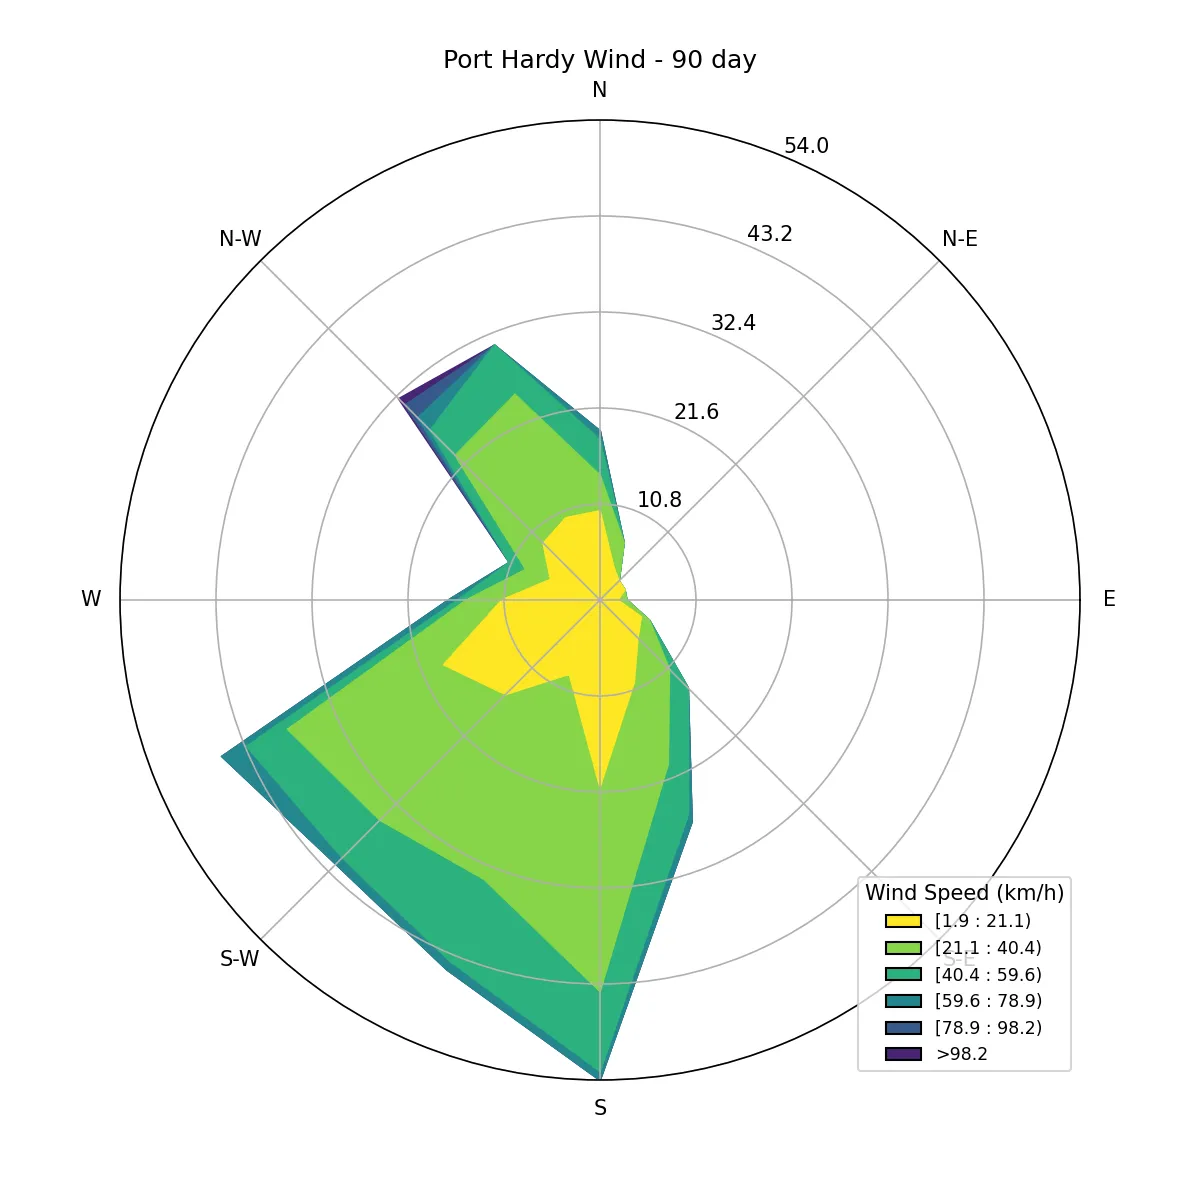 Port Hardy Wind - 90 day
N
54.0
N-W
43.2
N-E
32.4
21.6
10.8
W
E
Wind Speed (km/h)
[1.9 : 21.1)
[21.1 : 40.4)
S-W
S-E
[40.4 : 59.6)
[59.6 : 78.9)
[78.9 : 98.2)
>98.2
S